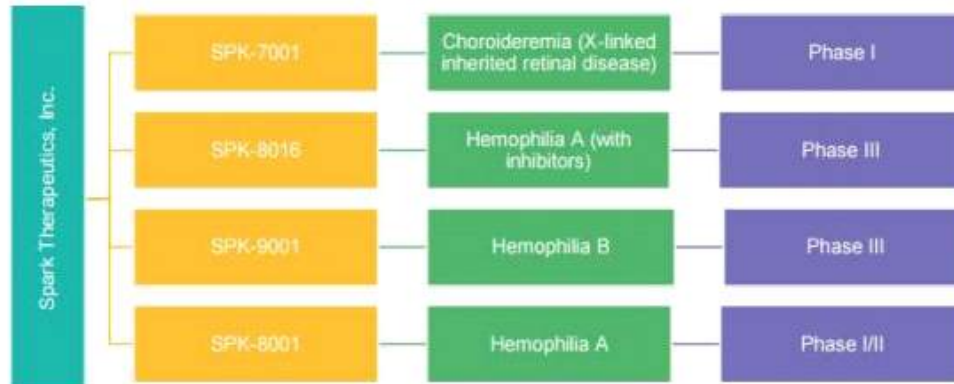 Spark Therapeutics, Inc.
SPK-7001
Choroideremia (X-linked
inherited retinal disease)
Phase I
SPK-8016
Hemophilia A (with
inhibitors)
Phase III
SPK-9001
Hemophilia B
Phase III
SPK-8001
Hemophilia A
Phase I/II